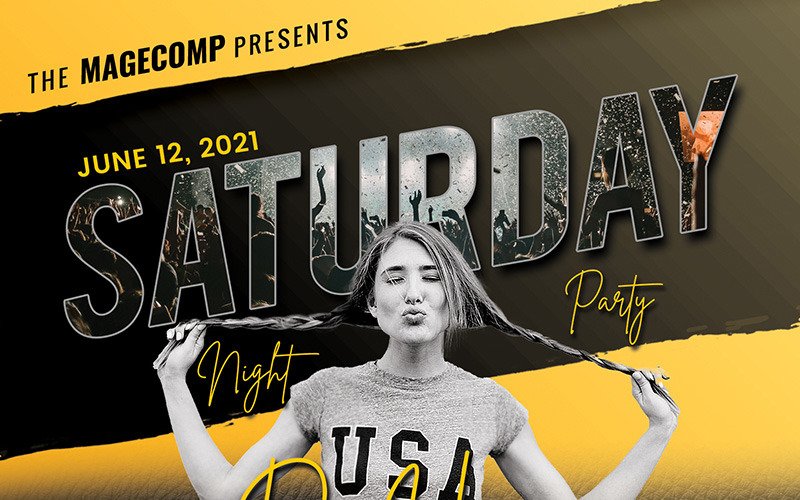 THE MAGECOMP PRESENTS
JUNE 12, 2021
SATURDAY
Night
Party
USA